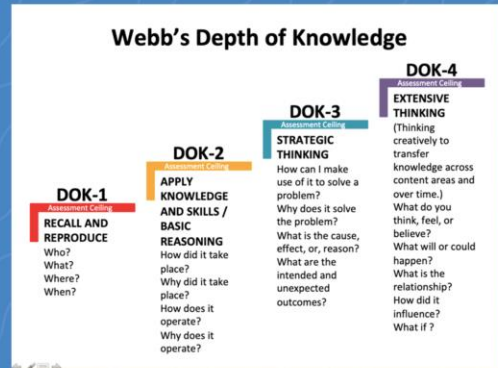 Webb's Depth of Knowledge
DOK-1
Assessment Ceiling
RECALL AND
REPRODUCE
Who?
What?
Where?
When?
DOK-2
Assessment Ceiling
APPLY
KNOWLEDGE
AND SKILLS /
BASIC
REASONING
How did it take
place?
Why did it take
place?
How does it
operate?
Why does it
operate?
DOK-3
Assessment Ceiling
STRATEGIC
THINKING
How can I make
use of it to solve a
problem?
Why does it solve
the problem?
What is the cause,
effect, or, reason?
What are the
intended and
unexpected
outcomes?
DOK-4
Assessment Ceiling
EXTENSIVE
THINKING
(Thinking
creatively to
transfer
knowledge across
content areas and
over time.)
What do you
think, feel, or
believe?
What will or could
happen?
What is the
relationship?
How did it
influence?
What if ?